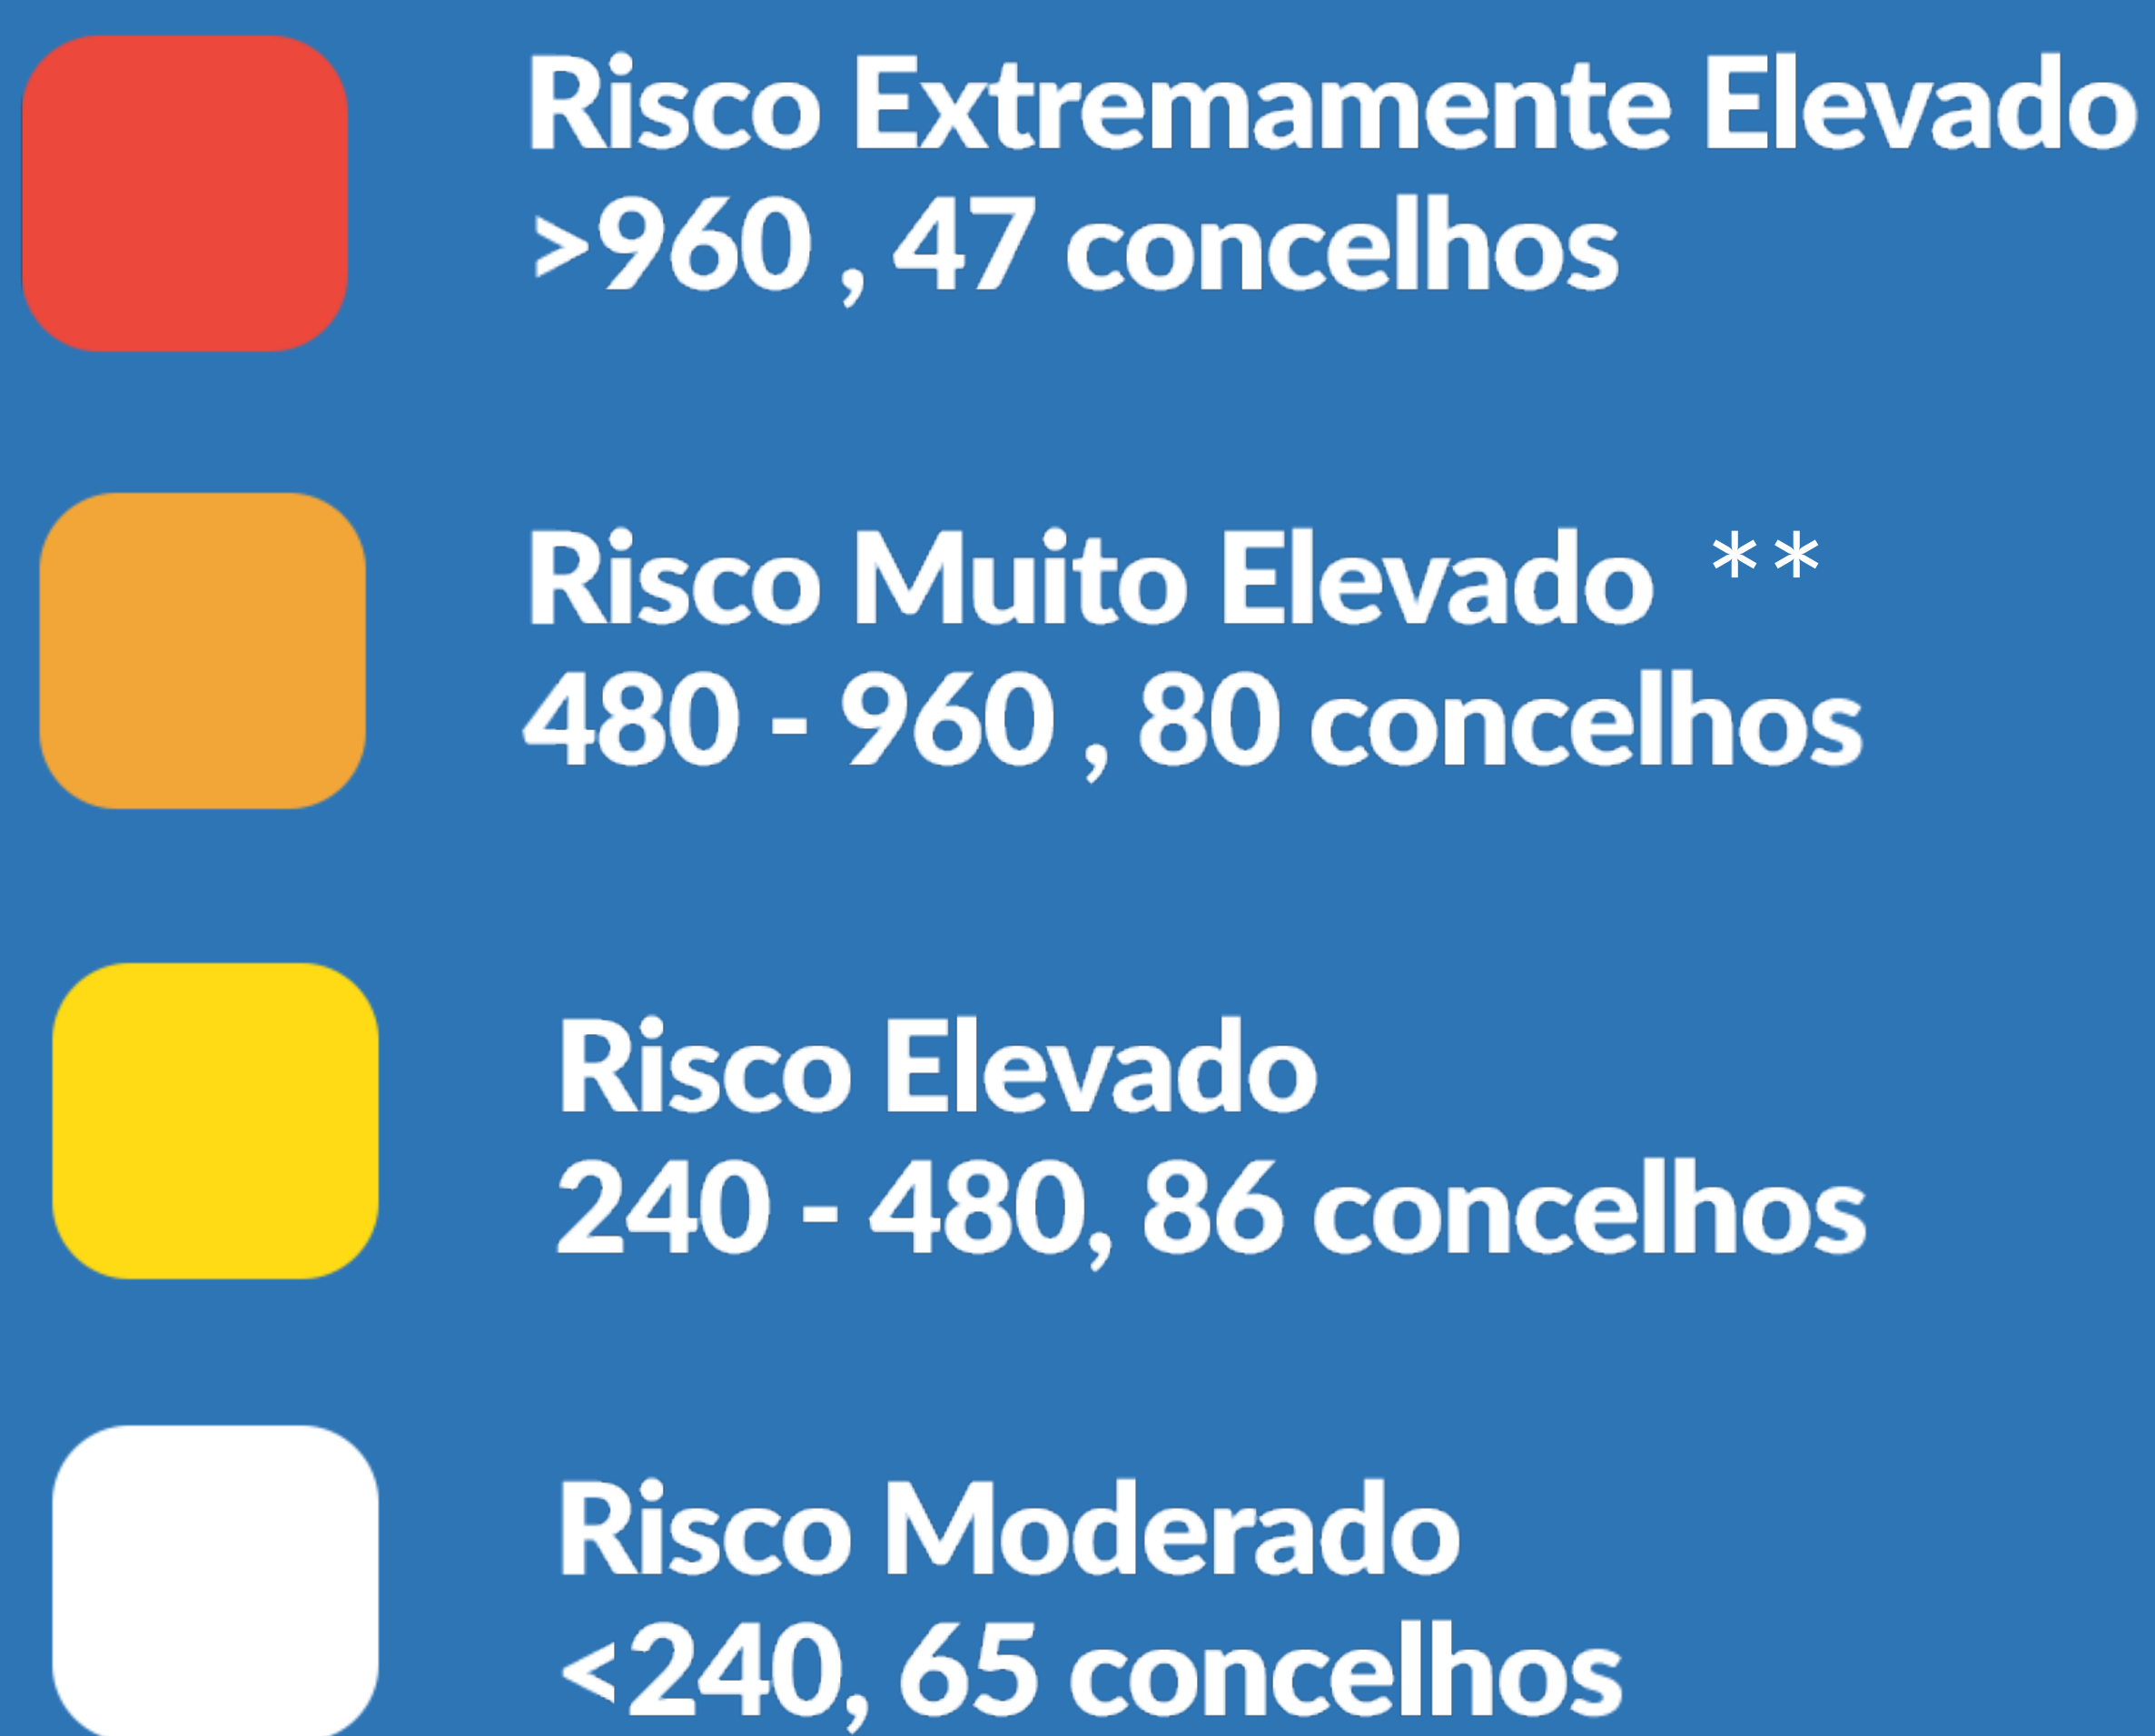 Risco Extremamente Elevado
>960 , 47 concelhos
Risco Muito Elevado **
480 - 960 , 80 concelhos
Risco Elevado
240 - 480, 86 concelhos
Risco Moderado
<240, 65 concelhos